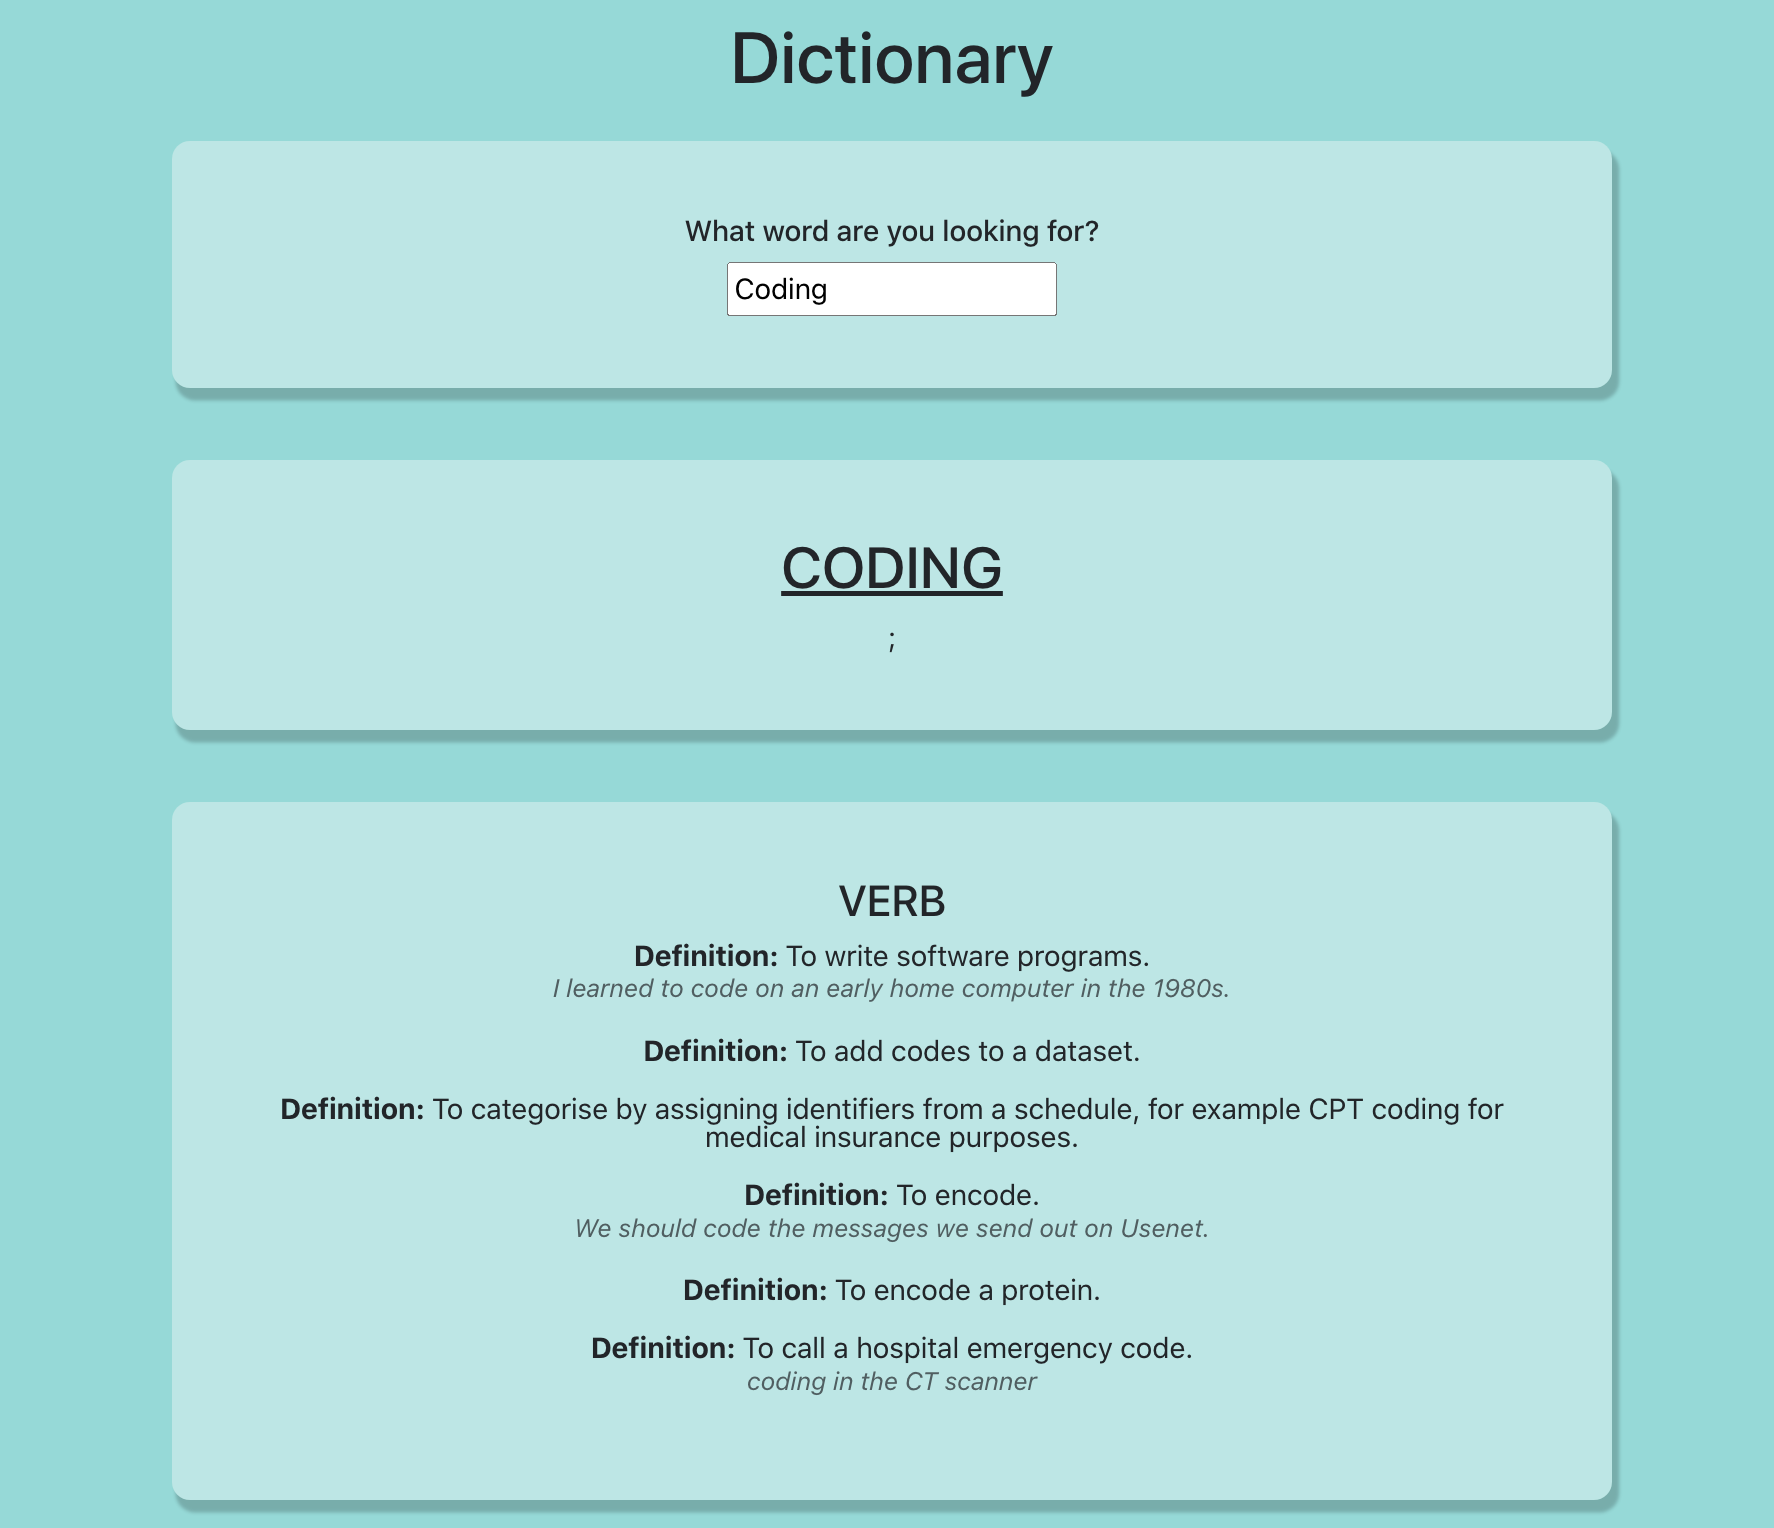 Dictionary
What word are you looking for?
Coding
CODING
;
VERB
Definition: To write software programs.
I learned to code on an early home computer in the 1980s.
Definition: To add codes to a dataset.
Definition: To categorise by assigning identifiers from a schedule, for example CPT coding for
medical insurance purposes.
Definition: To encode.
We should code the messages we send out on Usenet.
Definition: To encode a protein.
Definition: To call a hospital emergency code.
coding in the CT scanner